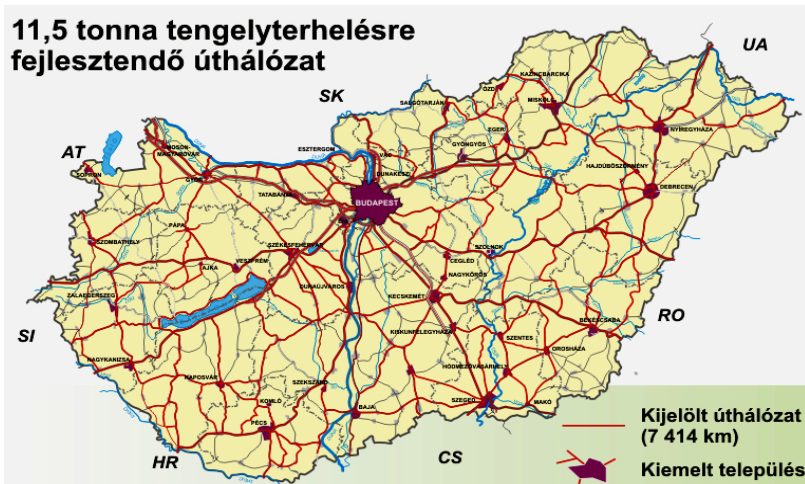 11,5 tonna tengelyterhelésre
fejlesztendő úthálózat
UA
SK
AT
SI
HR
CS
RO
KAZINCBARCIKA
ÓZD
MISKOLC
SALGÓTARJÁN
NYÍREGYHÁZA
EGER
GYÖNGYÖS
ESZTERGOM
VÁC
DUNAKESZI
MOSON-
MAGYARÓVÁR
SOPRON
GYŐR
HAJDÚBÖSZÖRMÉNY
DEBRECEN
TATABÁNYA
BUDAPEST
PÁPA
SZOMBATHELY
SZÉKESFEHÉRVÁR
SZOLNOK
CEGLÉD
NAGYKŐRÖS
VESZPRÉM
AJKA
DUNAÚJVÁROS
KECSKEMÉT
ZALAEGERSZEG
BÉKÉSCSABA
KISKUNFÉLEGYHÁZA
SZENTES
OROSHÁZA
NAGYKANIZSA
HÓDMEZŐVÁSÁRHELY
KAPOSVÁR
SZEKSZÁRD
KOMLÓ
PÉCS
BAJA
SZEGED
MAKÓ
Kijelölt úthálózat
(7 414 km)
Kiemelt település